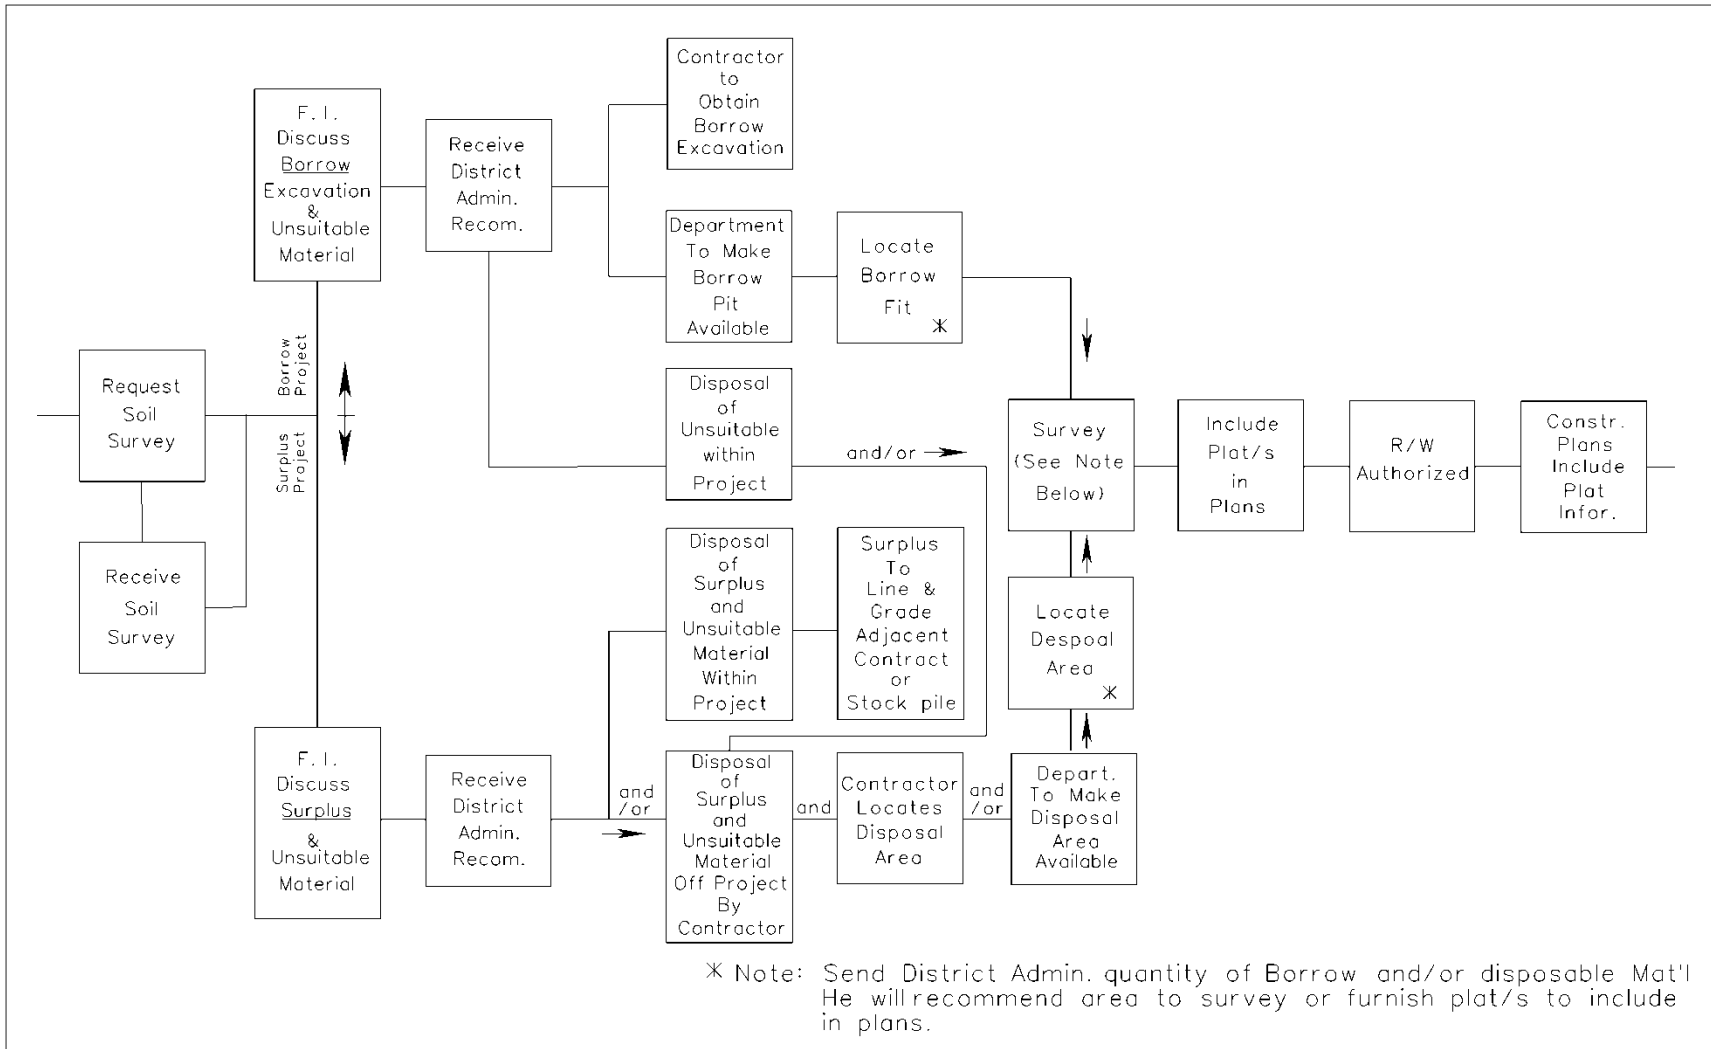 Contractor
to
Obtain
Borrow
Excavation
F. I.
Discuss
Borrow
Excavation
&
Unsuitable
Material
Receive
District
Admin.
Recom.
Department
To Make
Borrow
Pit
Available
Locate
Borrow
Fit
*
Request
Soil
Survey
Borrow
Project
Surplus
Project
Disposal
of
Unsuitable
within
Project
and/or
Survey
(See Note
Below)
Include
Plat/s
in
Plans
R/W
Authorized
Constr.
Plans
Include
Plat
Infor.
Receive
Soil
Survey
Disposal
of
Surplus
and
Unsuitable
Material
Within
Project
Surplus
To
Line &
Grade
Adjacent
Contract
or
Stock pile
Locate
Despoal
Area
*
F. I.
Discuss
Surplus
&
Unsuitable
Material
Receive
District
Admin.
Recom.
and
/or
Disposal
of
Surplus
and
Unsuitable
Material
Off Project
By
Contractor
and
Contractor
Locates
Disposal
Area
and
/or
Depart.
To Make
Disposal
Area
Available
* Note: Send District Admin. quantity of Borrow and/or disposable Mat'l
He will recommend area to survey or furnish plat/s to include
in plans.